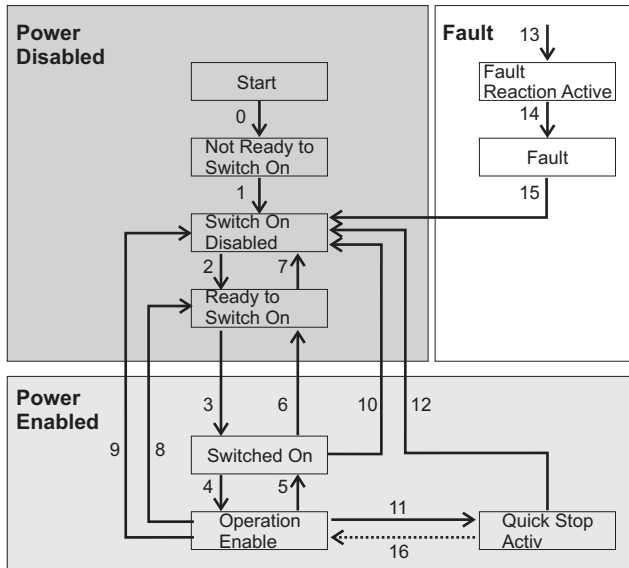 Power
Disabled
Fault
13
Start
Fault
Reaction Active
0
14
Not Ready to
Switch On
Fault
1
15
Switch On
Disabled
2
7
Ready to
Switch On
Power
Enabled
3
6
10
12
9
8
Switched On
4
5
11
Operation
Enable
Quick Stop
Activ
16